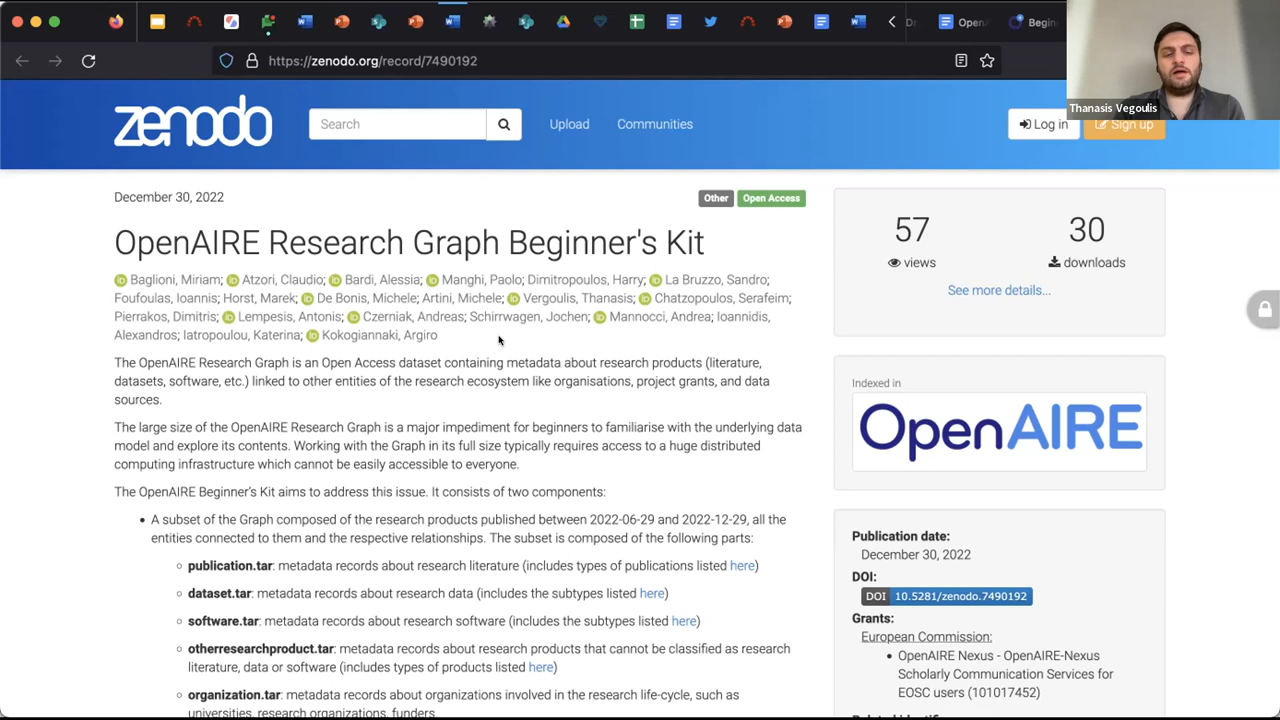 Open
Begin
https://zenodo.org/record/7490192
Thanasis Vegoulis
zenodo
Search
Upload
Communities
Log in
Sign up
December 30, 2022
Other
Open Access
OpenAIRE Research Graph Beginner's Kit
Baglioni, Miriam; Atzori, Claudio; Bardi, Alessia; Manghi, Paolo; Dimitropoulos, Harry; La Bruzzo, Sandro;
Foufoulas, Ioannis; Horst, Marek; De Bonis, Michele; Artini, Michele; Vergoulis, Thanasis; Chatzopoulos, Serafeim;
Pierrakos, Dimitris; Lempesis, Antonis; Czerniak, Andreas; Schirrwagen, Jochen; Mannocci, Andrea; Ioannidis,
Alexandros; Iatropoulou, Katerina; Kokogiannaki, Argiro
The OpenAIRE Research Graph is an Open Access dataset containing metadata about research products (literature,
datasets, software, etc.) linked to other entities of the research ecosystem like organisations, project grants, and data
sources.
The large size of the OpenAIRE Research Graph is a major impediment for beginners to familiarise with the underlying data
model and explore its contents. Working with the Graph in its full size typically requires access to a huge distributed
computing infrastructure which cannot be easily accessible to everyone.
The OpenAIRE Beginner's Kit aims to address this issue. It consists of two components:
• A subset of the Graph composed of the research products published between 2022-06-29 and 2022-12-29, all the
entities connected to them and the respective relationships. The subset is composed of the following parts:
publication.tar: metadata records about research literature (includes types of publications listed here)
dataset.tar: metadata records about research data (includes the subtypes listed here)
software.tar: metadata records about research software (includes the subtypes listed here)
otherresearchproduct.tar: metadata records about research products that cannot be classified as research
literature, data or software (includes types of products listed here)
organization.tar: metadata records about organizations involved in the research life-cycle, such as
universities, research organizations, funders.
57
views
30
downloads
See more details...
Indexed in
OpenAIRE
Publication date:
December 30, 2022
DOI:
DOI 10.5281/zenodo.7490192
Grants:
European Commission:
• OpenAIRE Nexus - OpenAIRE-Nexus
Scholarly Communication Services for
EOSC users (101017452)